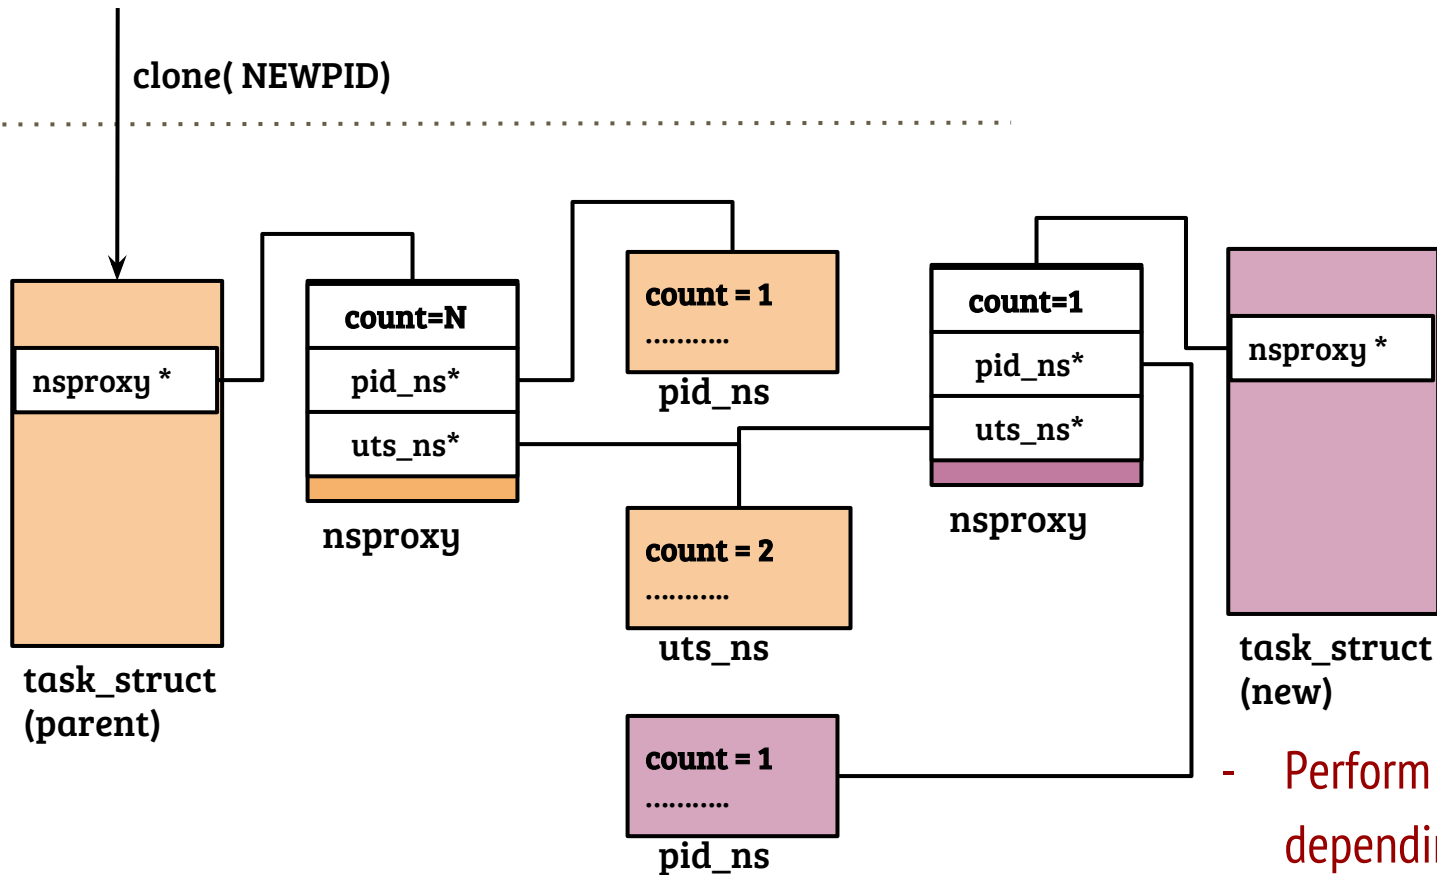 clone( NEWPID)
nsproxy *
task_struct
(parent)
count=N
pid_ns*
uts_ns*
nsproxy
count = 1
...........
pid_ns
count = 2
...........
uts_ns
count = 1
...........
pid_ns
count=1
pid_ns*
uts_ns*
nsproxy
nsproxy *
task_struct
(new)
- Perform